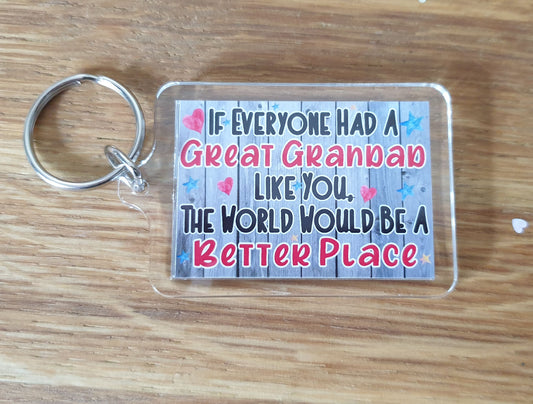 If Everyone Had A
Great Grandad
Like You,
The World Would Be A
Better Place